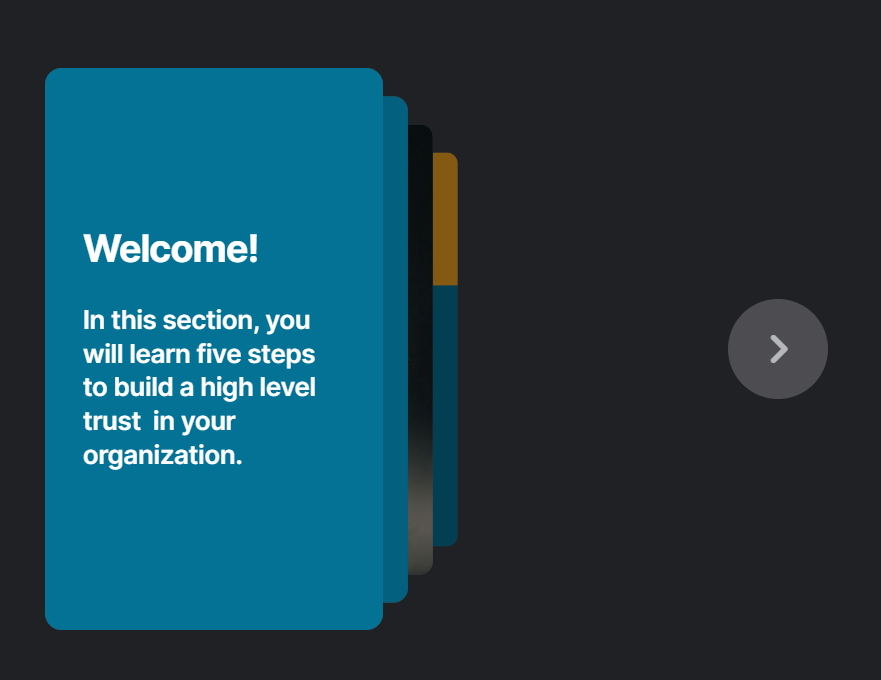 Welcome!
In this section, you
will learn five steps
to build a high level
trust  in your
organization.